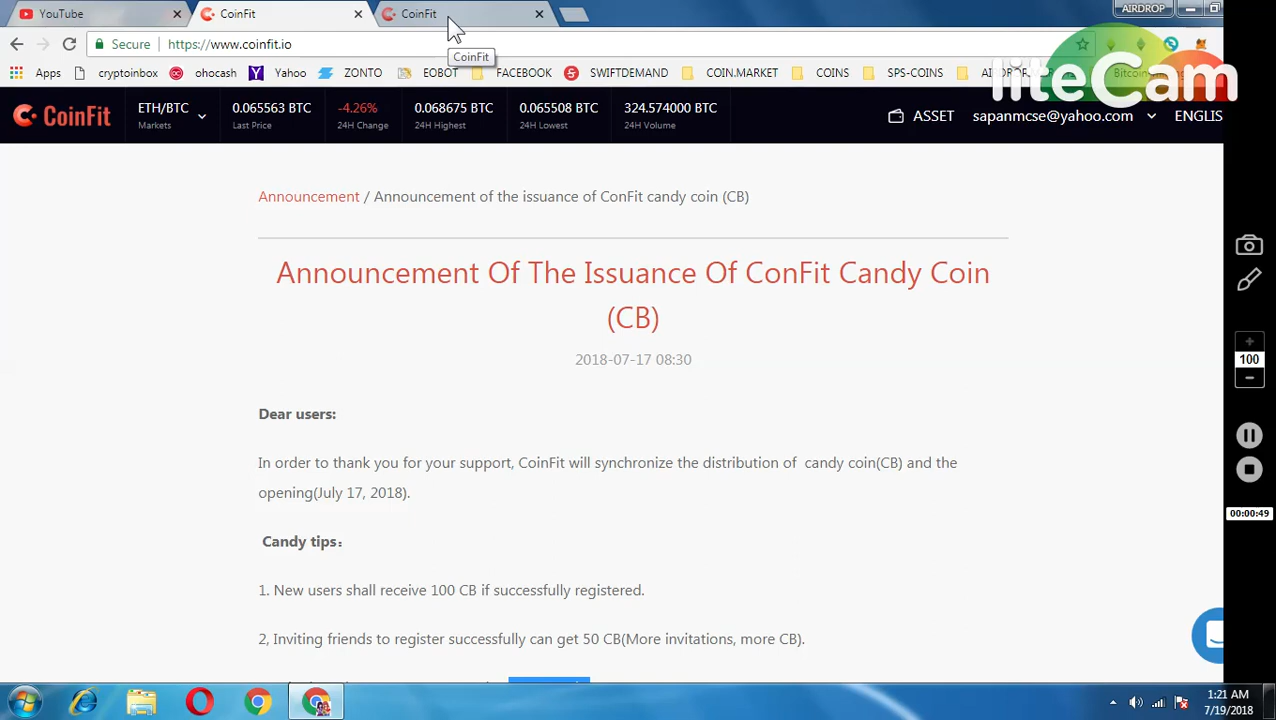 YouTube
CoinFit
CoinFit
AIRDROP
Secure
https://www.coinfit.io
CoinFit
Apps
cryptoinbox
ohocash
Yahoo
EOBOT
FACEBOOK
SWIFTDEMAND
COIN.MARKET
COINS
SPS-COINS
liteCam
CoinFit
ETH/BTC
Markets
0.065563 BTC
Last Price
-4.26%
24H Change
0.068675 BTC
24H Highest
0.065508 BTC
24H Lowest
324.574000 BTC
24H Volume
ASSET
sapanmcse@yahoo.com
ENGLIS
Announcement / Announcement of the issuance of ConFit candy coin (CB)
Announcement Of The Issuance Of ConFit Candy Coin
(CB)
2018-07-17 08:30
Dear users:
In order to thank you for your support, CoinFit will synchronize the distribution of candy coin(CB) and the
opening(July 17, 2018).
Candy tips：
1. New users shall receive 100 CB if successfully registered.
2, Inviting friends to register successfully can get 50 CB(More invitations, more CB).
100
00:00:49
1:21 AM
7/19/2018